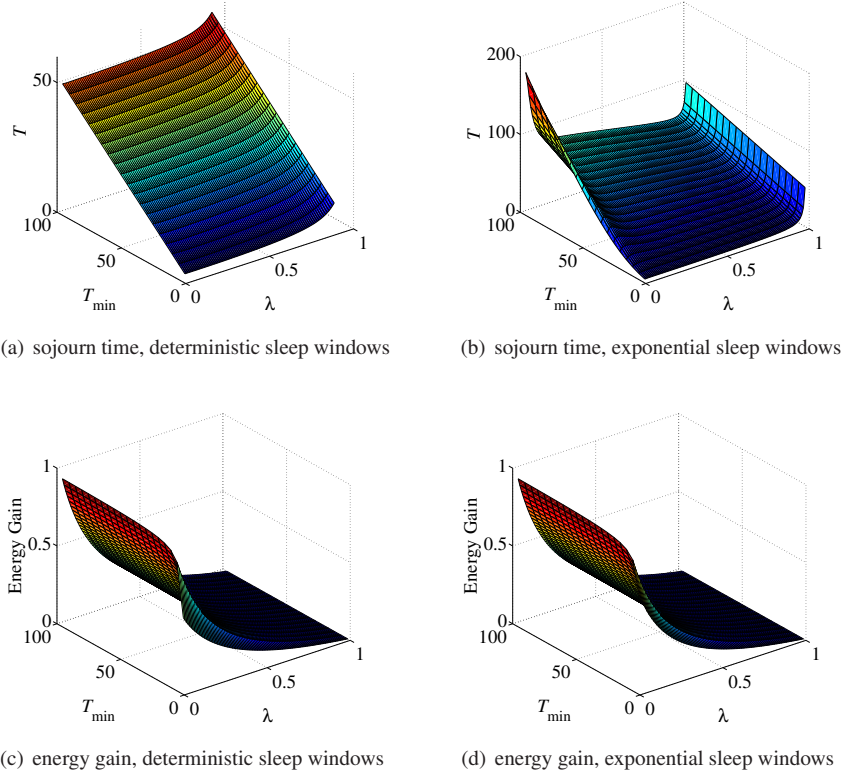 50
0
100
50
0
0
0.5
1
T
T_min
λ
(a) sojourn time, deterministic sleep windows
200
100
0
100
50
0
0
0.5
1
T
T_min
λ
(b) sojourn time, exponential sleep windows
1
0.5
0
100
50
0
0
0.5
1
Energy Gain
T_min
λ
(c) energy gain, deterministic sleep windows
1
0.5
0
100
50
0
0
0.5
1
Energy Gain
T_min
λ
(d) energy gain, exponential sleep windows